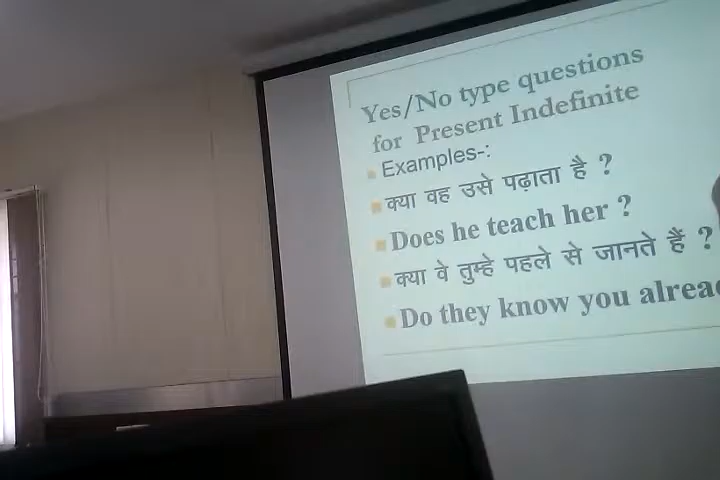 Yes/No type questions
for Present Indefinite
Examples-:
क्या वह उसे पढ़ाता है ?
Does he teach her ?
क्या वे तुम्हे पहले से जानते हैं ?
Do they know you